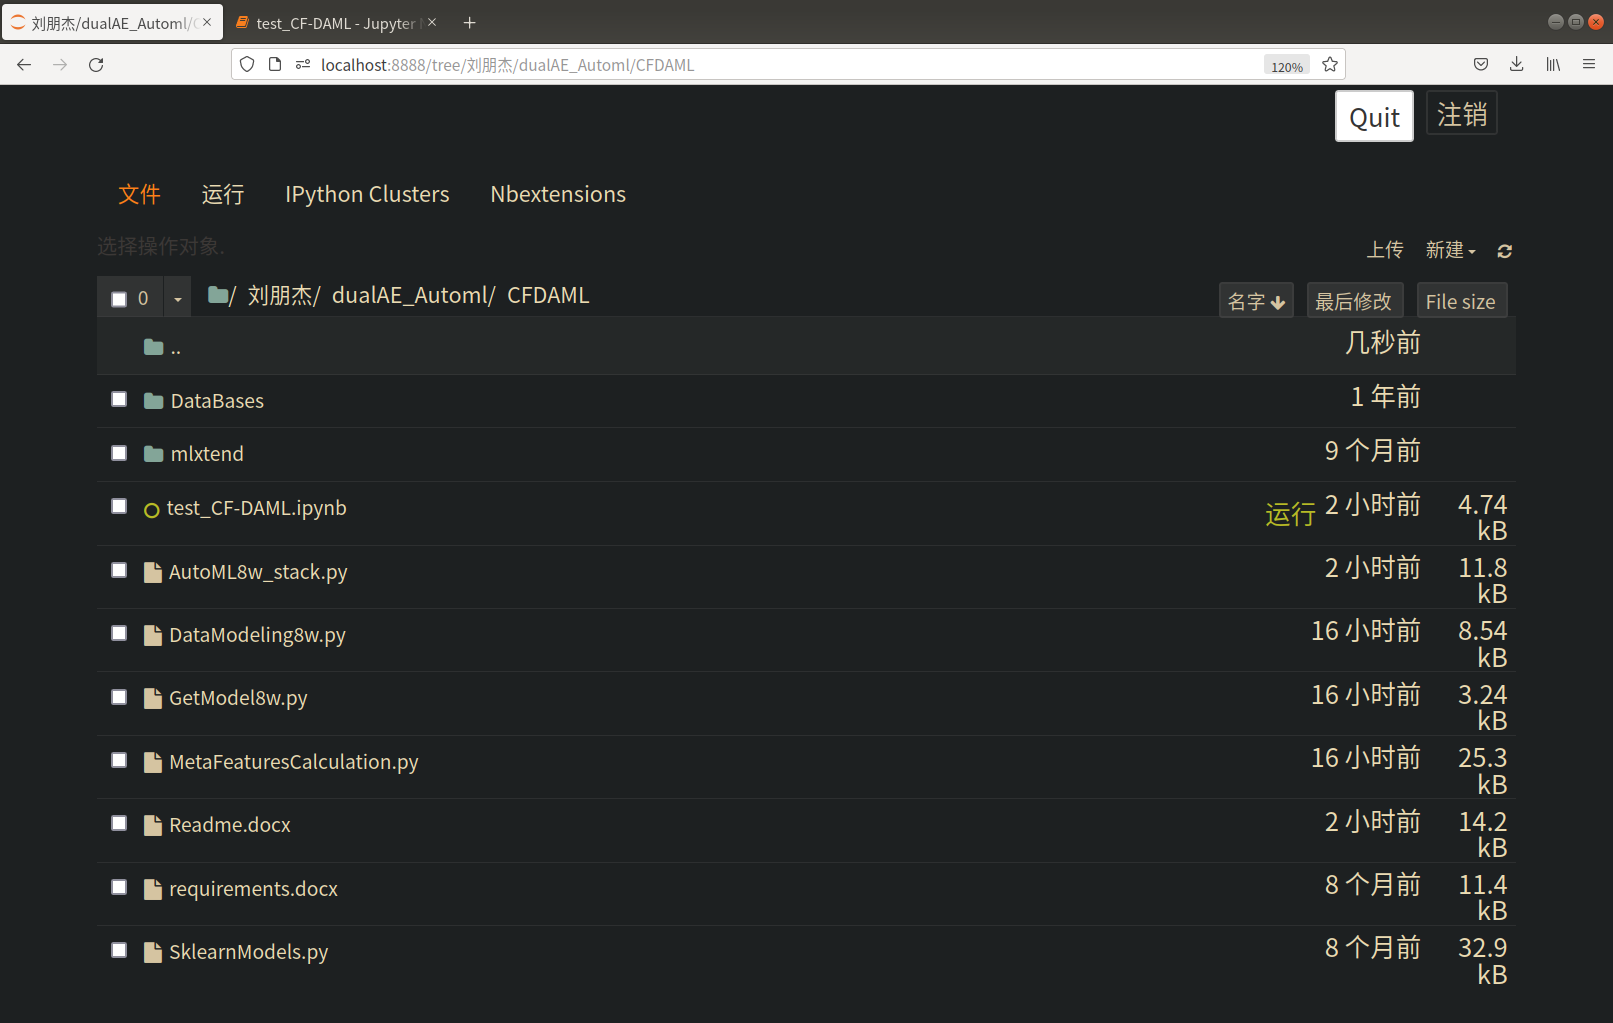 刘朋杰/dualAE_Automl/C
test_CF-DAML - Jupyter N
localhost:8888/tree/刘朋杰/dualAE_Automl/CFDAML
120%
Quit
注销
文件
运行
IPython Clusters
Nbextensions
选择操作对象.
上传
新建
0
/ 刘朋杰/ dualAE_Automl/ CFDAML
名字
最后修改
File size
..
几秒前
DataBases
1 年前
mlxtend
9 个月前
test_CF-DAML.ipynb
运行
2 小时前
4.74 kB
AutoML8w_stack.py
2 小时前
11.8 kB
DataModeling8w.py
16 小时前
8.54 kB
GetModel8w.py
16 小时前
3.24 kB
MetaFeaturesCalculation.py
16 小时前
25.3 kB
Readme.docx
2 小时前
14.2 kB
requirements.docx
8 个月前
11.4 kB
SklearnModels.py
8 个月前
32.9 kB